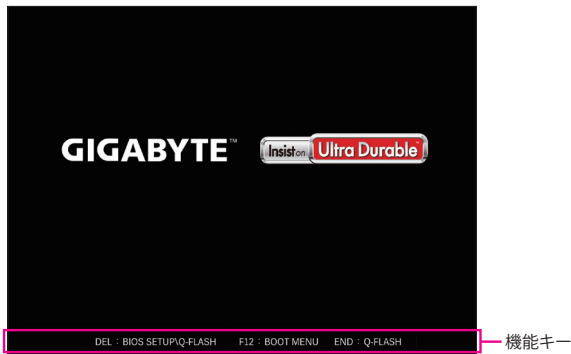 GIGABYTE™ Insist on Ultra Durable™
DEL : BIOS SETUP\Q-FLASH F12 : BOOT MENU END : Q-FLASH 機能キー